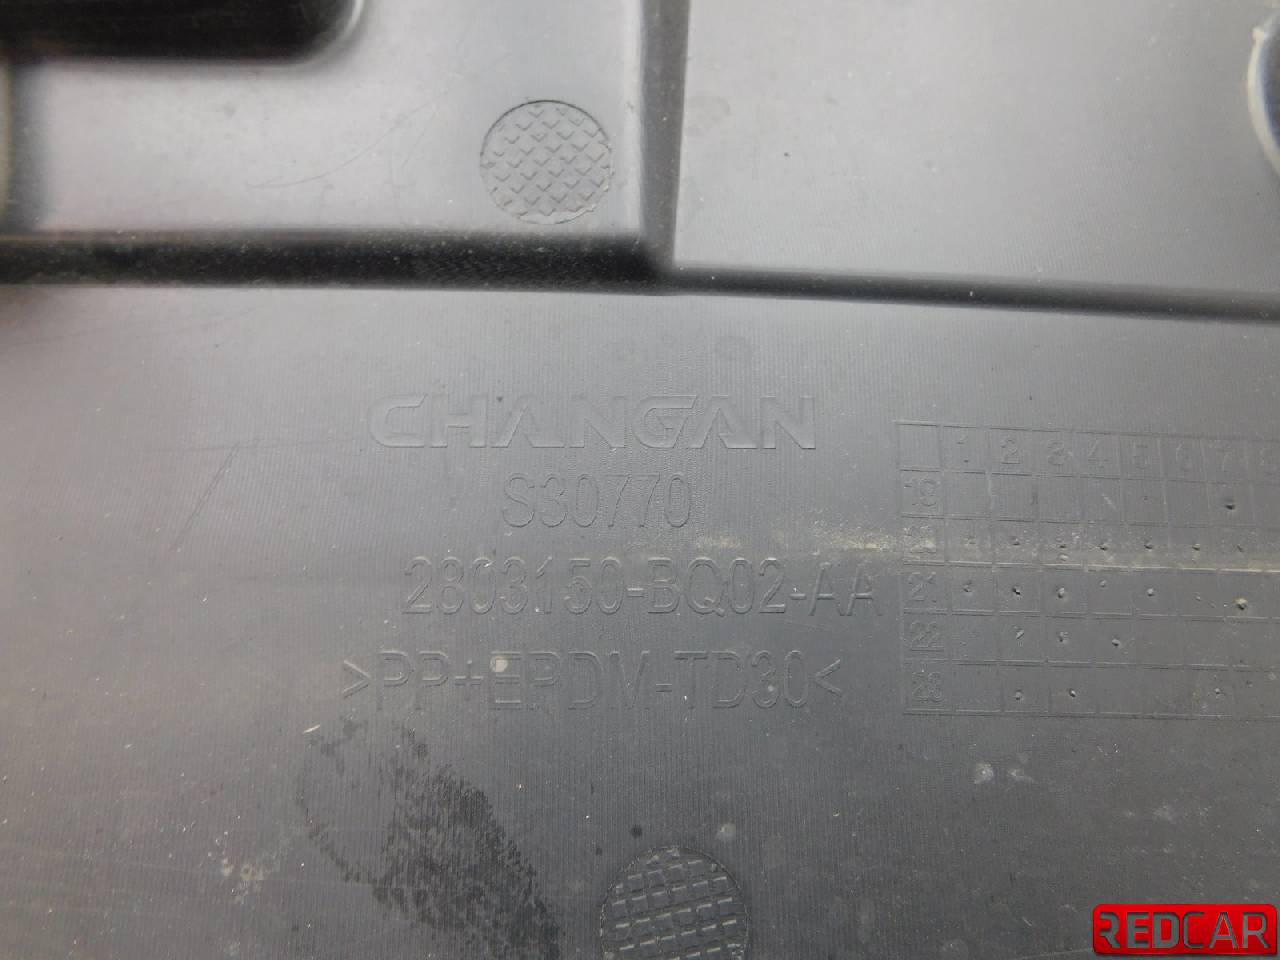 CHANGAN
S30770
2803150-BQ02-AA
>PP+EPDM-TD30<
1 2 3 4 5 6 7 8
19
20
21
22
23
REDCAR